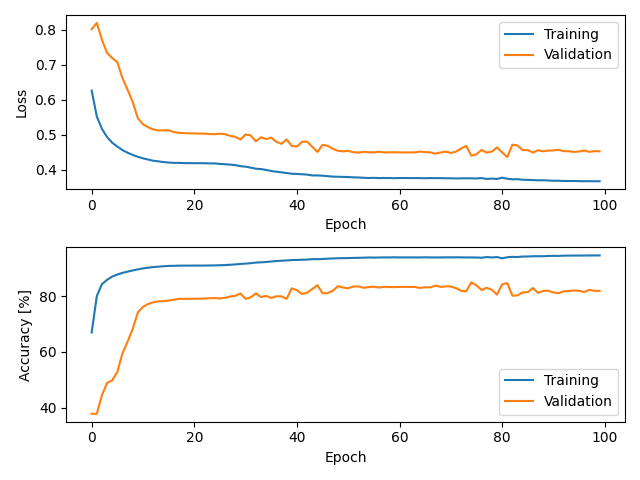 0.8
0.7
0.6
0.5
0.4
Loss
Training
Validation
0 20 40 60 80 100
Epoch
80
60
40
Accuracy [%]
Training
Validation
0 20 40 60 80 100
Epoch